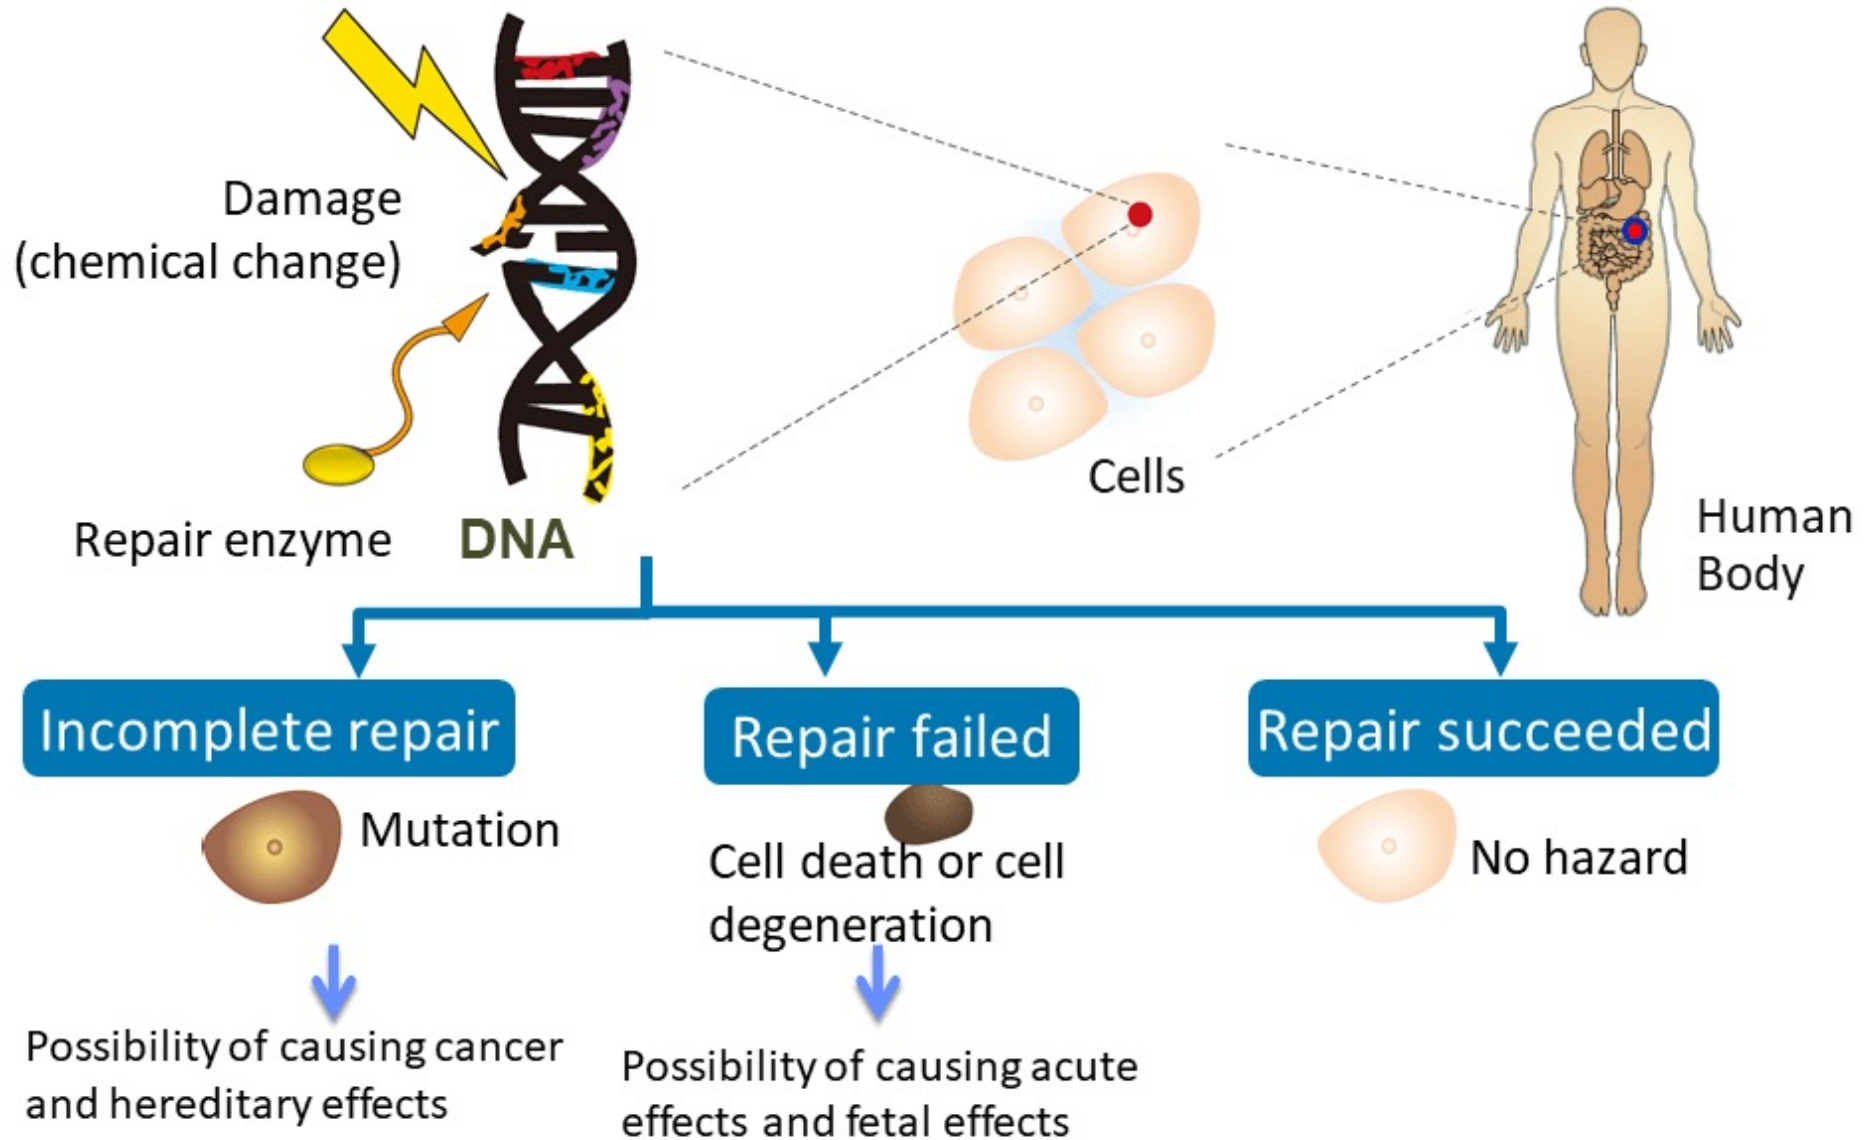 Damage
(chemical change)
Repair enzyme
DNA
Cells
Human
Body
Incomplete repair
Repair failed
Repair succeeded
Mutation
Cell death or cell
degeneration
No hazard
Possibility of causing cancer
and hereditary effects
Possibility of causing acute
effects and fetal effects